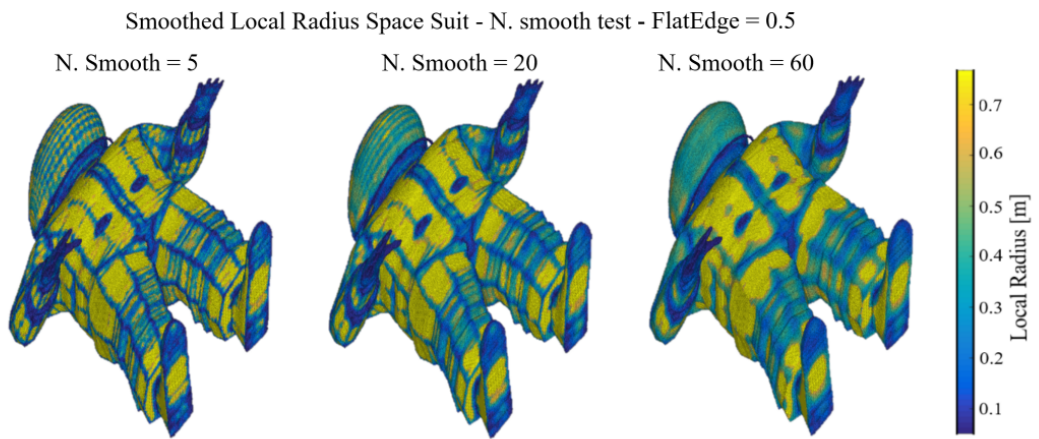 Smoothed Local Radius Space Suit - N. smooth test - FlatEdge = 0.5
N. Smooth = 5
N. Smooth = 20
N. Smooth = 60
0.7
0.6
0.5
0.4
0.3
0.2
0.1
Local Radius [m]